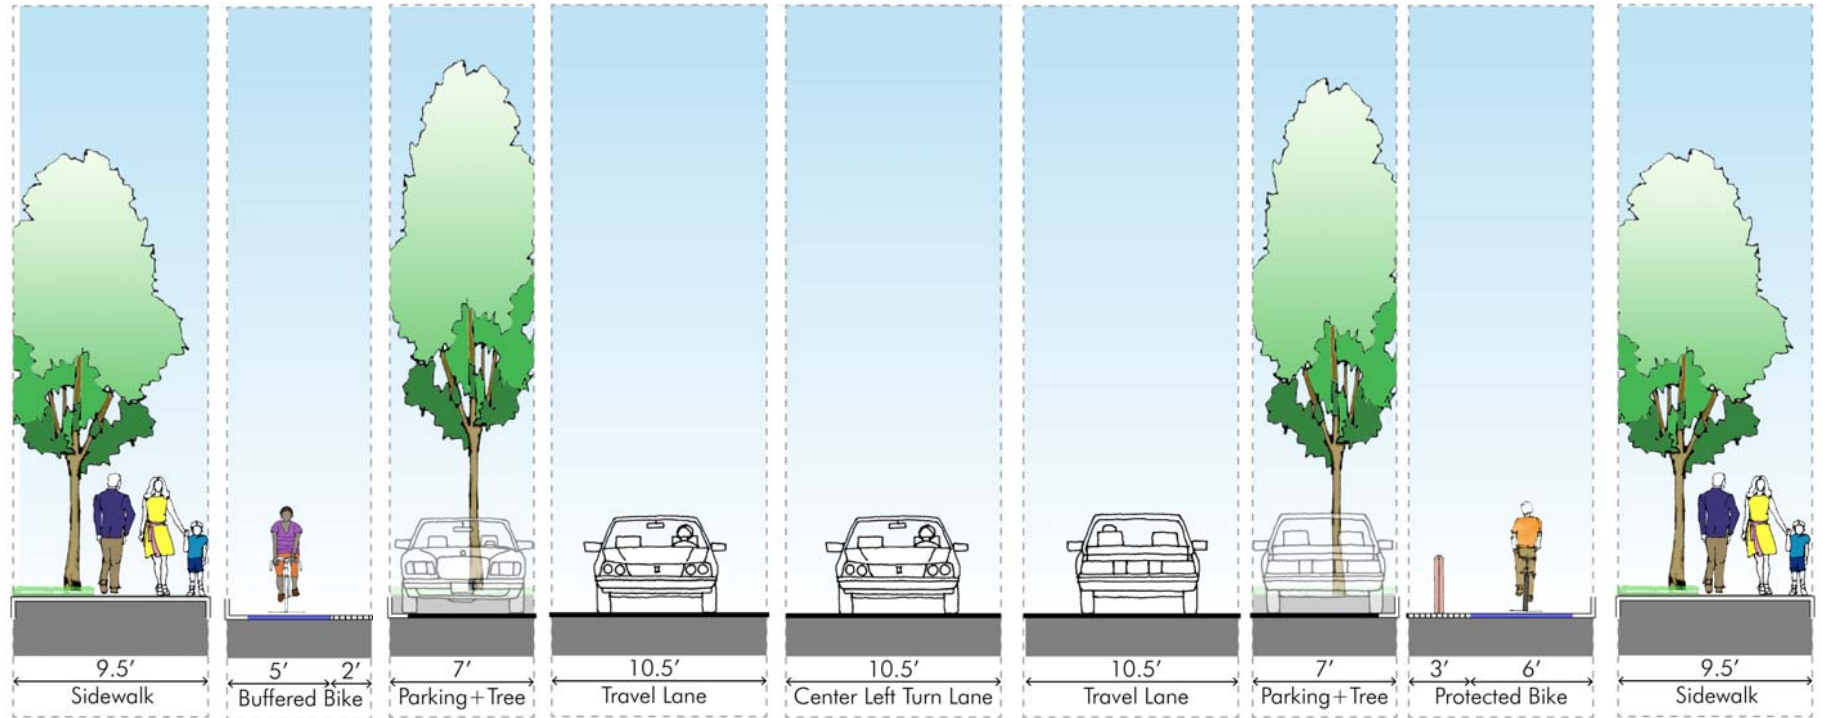 9.5′
5′ 2′
7′
10.5′
10.5′
10.5′
7′
3′ 6′
9.5′
Sidewalk
Buffered Bike
Parking+Tree
Travel Lane
Center Left Turn Lane
Travel Lane
Parking+Tree
Protected Bike
Sidewalk